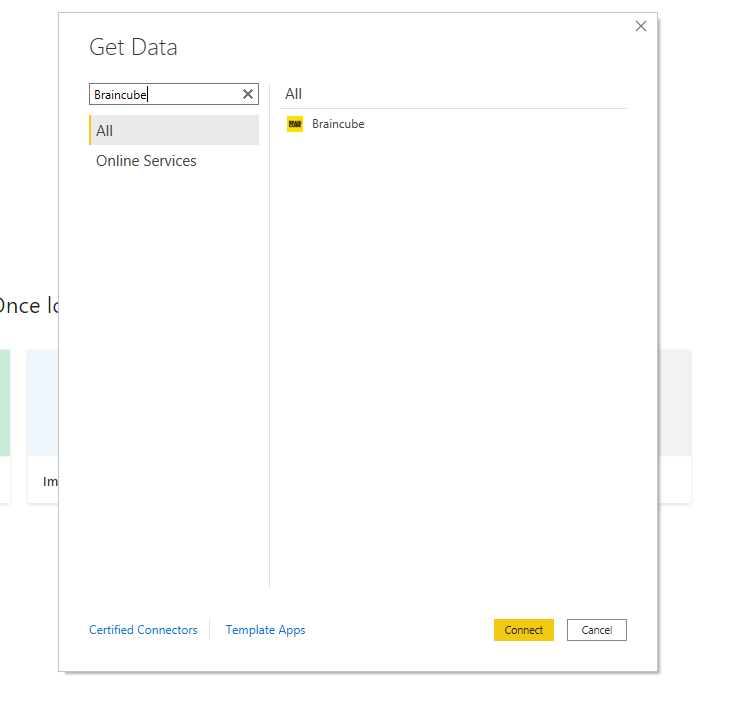 Get Data
Braincube
All
Online Services
All
Braincube
Once lo
Im
Certified Connectors
Template Apps
Connect
Cancel